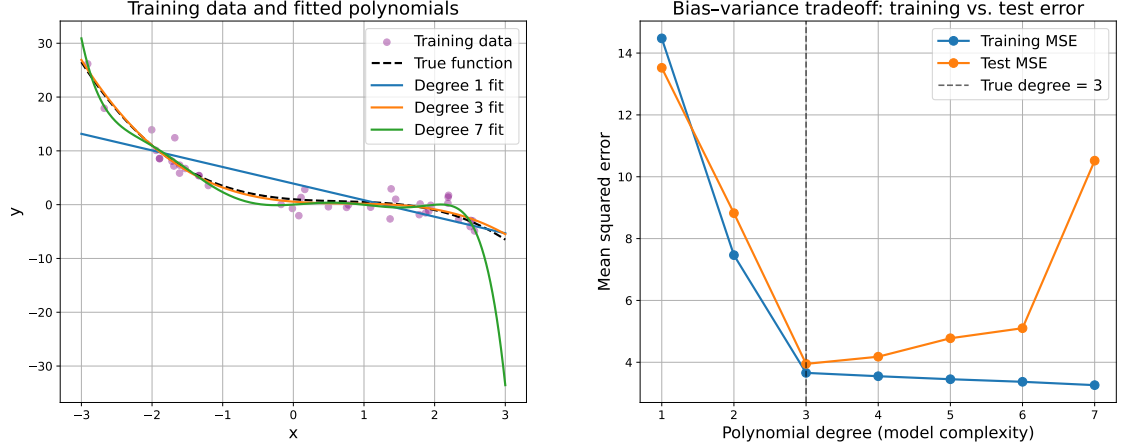 Training data and fitted polynomials
30
20
10
0
−10
−20
−30
y
−3
−2
−1
0
1
2
3
x
Training data
True function
Degree 1 fit
Degree 3 fit
Degree 7 fit
Bias–variance tradeoff: training vs. test error
14
12
10
8
6
4
Mean squared error
1
2
3
4
5
6
7
Polynomial degree (model complexity)
Training MSE
Test MSE
True degree = 3